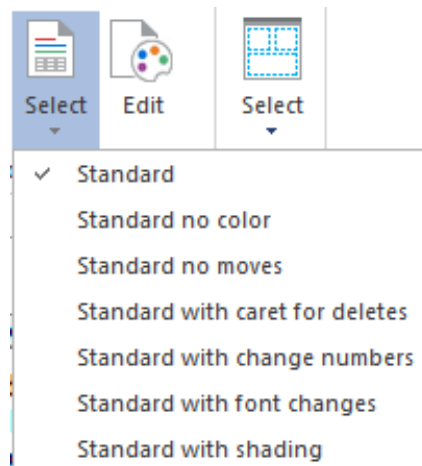 Select Edit Select
Standard
Standard no color
Standard no moves
Standard with caret for deletes
Standard with change numbers
Standard with font changes
Standard with shading